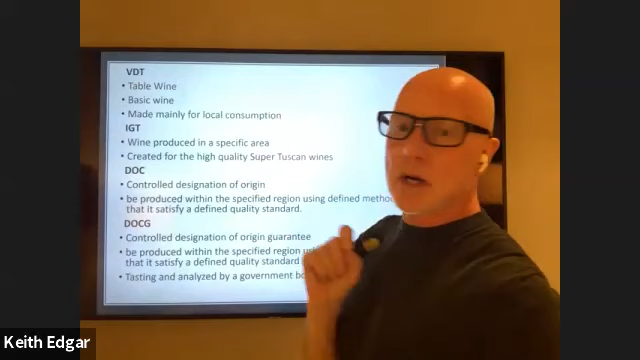 VDT
• Table Wine
• Basic wine
• Made mainly for local consumption
IGT
• Wine produced in a specific area
• Created for the high quality Super Tuscan wines
DOC
• Controlled designation of origin
• be produced within the specified region using defined
that it satisfy a defined quality standard.
DOCG
• Controlled designation of origin guarantee
• be produced within the specified region
that it satisfy a defined quality standard
• Tasting and analyzed by a government
Keith Edgar